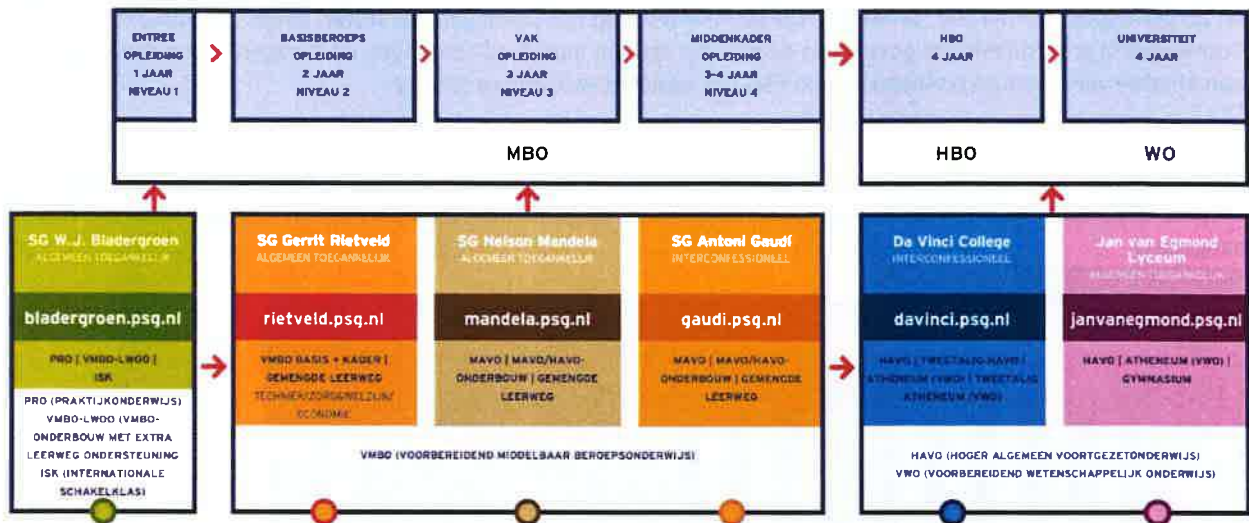 ENTREE
OPLEIDING
1 JAAR
NIVEAU 1
BASISBEROEPS
OPLEIDING
2 JAAR
NIVEAU 2
VAK
OPLEIDING
3 JAAR
NIVEAU 3
MIDDENKADER
OPLEIDING
3-4 JAAR
NIVEAU 4
HBO
4 JAAR
UNIVERSITEIT
4 JAAR
MBO
HBO
WO
SG W.J. Bladergroen
ALGEMEEN TOEGANKELIJK
bladergroen.psg.nl
PRO | VMBO-LWOO |
ISK
PRO (PRAKTIJKONDERWIJS)
VMBO-LWOO (VMBO-
ONDERBOUW MET EXTRA
LEERWEG ONDERSTEUNING
ISK (INTERNATIONALE
SCHAKELKLAS)
SG Gerrit Rietveld
ALGEMEEN TOEGANKELIJK
rietveld.psg.nl
VMBO BASIS + KADER |
GEMENGDE LEERWEG
TECHNIEK/ZORG&WELZIJN/
ECONOMIE
SG Nelson Mandela
ALGEMEEN TOEGANKELIJK
mandela.psg.nl
MAVO | MAVO/HAVO-
ONDERBOUW | GEMENGDE
LEERWEG
SG Antoni Gaudí
INTERCONFESSIONEEL
gaudi.psg.nl
MAVO | MAVO/HAVO-
ONDERBOUW | GEMENGDE
LEERWEG
VMBO (VOORBEREIDEND MIDDELBAAR BEROEPSONDERWIJS)
Da Vinci College
INTERCONFESSIONEEL
davinci.psg.nl
HAVO | TWEETALIG HAVO |
ATHENEUM (VWO) | TWEETALIG
ATHENEUM (VWO)
Jan van Egmond
Lyceum
ALGEMEEN TOEGANKELIJK
janvanegmond.psg.nl
HAVO | ATHENEUM (VWO) |
GYMNASIUM
HAVO (HOGER ALGEMEEN VOORTGEZETONDERWIJS)
VWO (VOORBEREIDEND WETENSCHAPPELIJK ONDERWIJS)